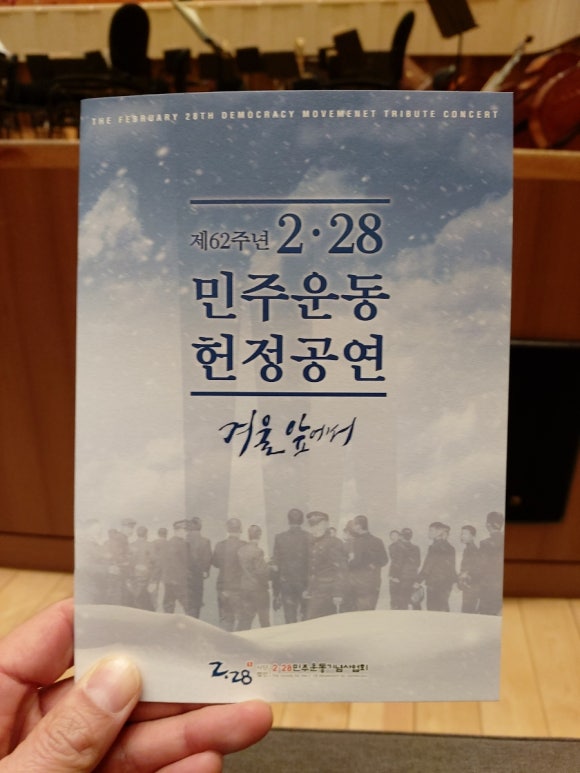 THE FEBRUARY 28TH DEMOCRACY MOVEMENET TRIBUTE CONCERT
제62주년 2·28
민주운동
헌정공연
겨울 앞에서
2.28 2.28민주운동기념사업회